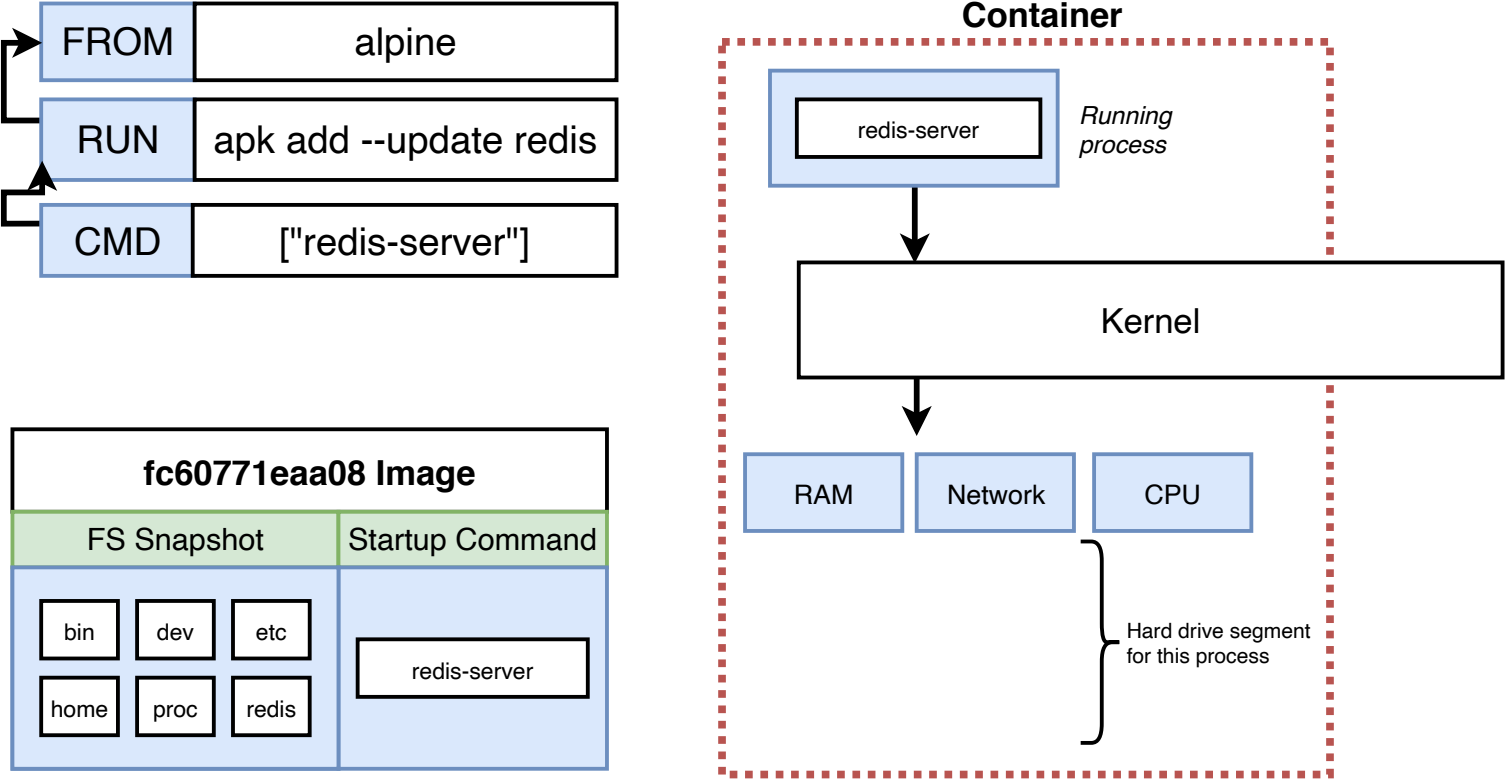 FROM alpine
RUN apk add --update redis
CMD ["redis-server"]
fc60771eaa08 Image
FS Snapshot Startup Command
bin dev etc
home proc redis
redis-server
Container
redis-server
Running
process
Kernel
RAM Network CPU
Hard drive segment
for this process